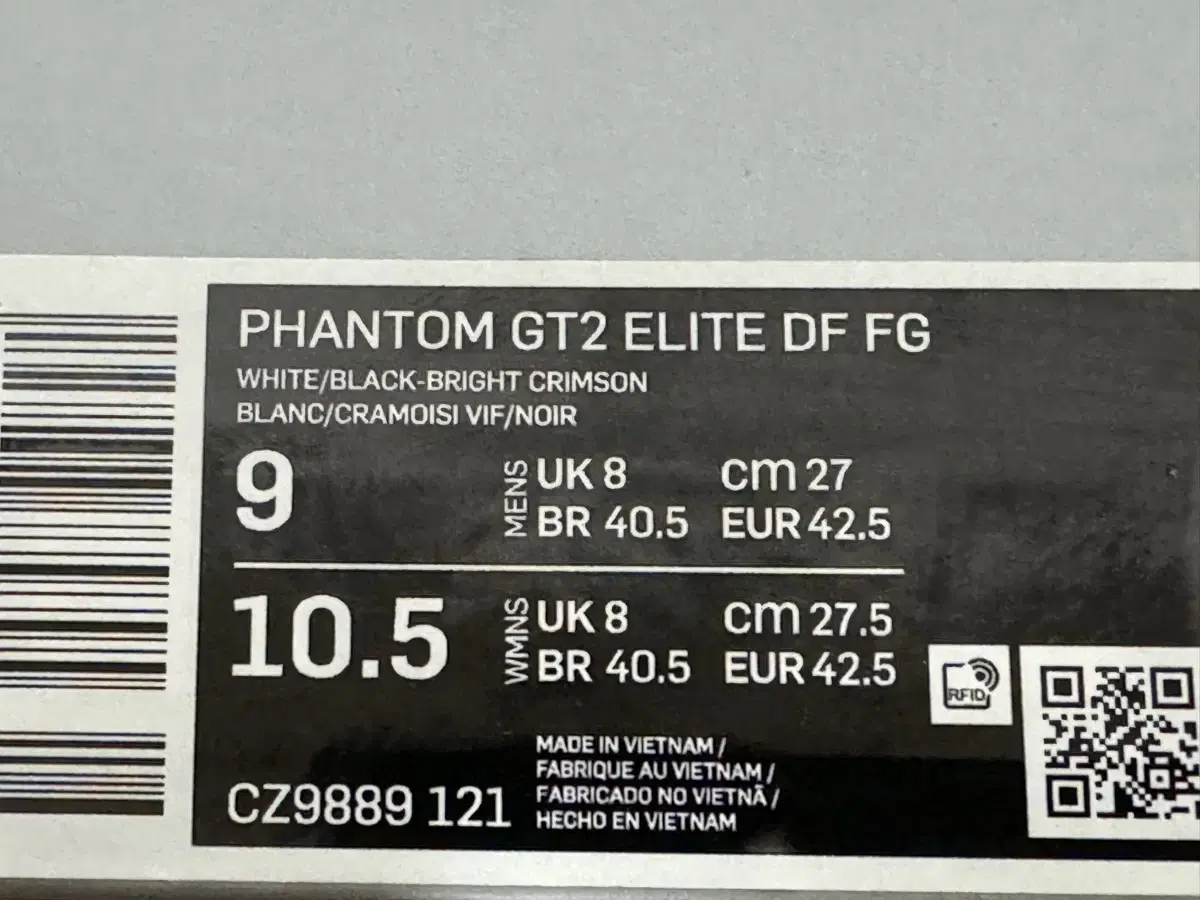 PHANTOM GT2 ELITE DF FG
WHITE/BLACK-BRIGHT CRIMSON
BLANC/CRAMOISI VIF/NOIR
9
MENS
UK 8 cm 27
BR 40.5 EUR 42.5
10.5
WMNS
UK 8 cm 27.5
BR 40.5 EUR 42.5
RFID
MADE IN VIETNAM /
FABRIQUE AU VIETNAM /
FABRICADO NO VIETNÃ /
HECHO EN VIETNAM
CZ9889 121